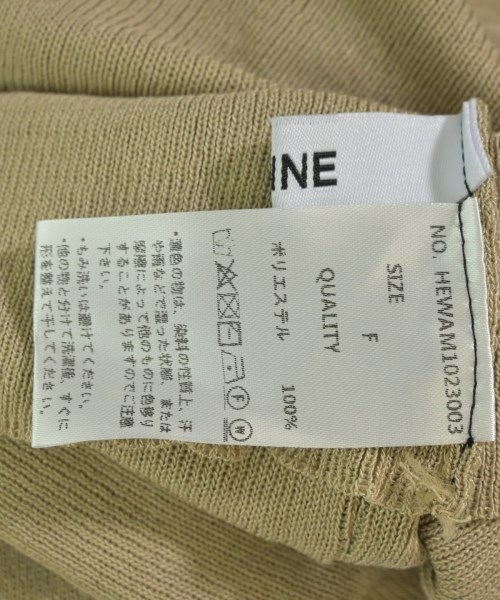 INE
NO. HEWAM1023003
SIZE F
QUALITY
ポリエステル 100%
•濃色の物は、染料の性質上、汗
や雨などで湿った状態、または
摩擦によって他のものに色移り
することがありますのでご注意
下さい。
•もみ洗いは避けてください。
•他の物と分けて洗濯後、すぐに
形を整えて干してください。